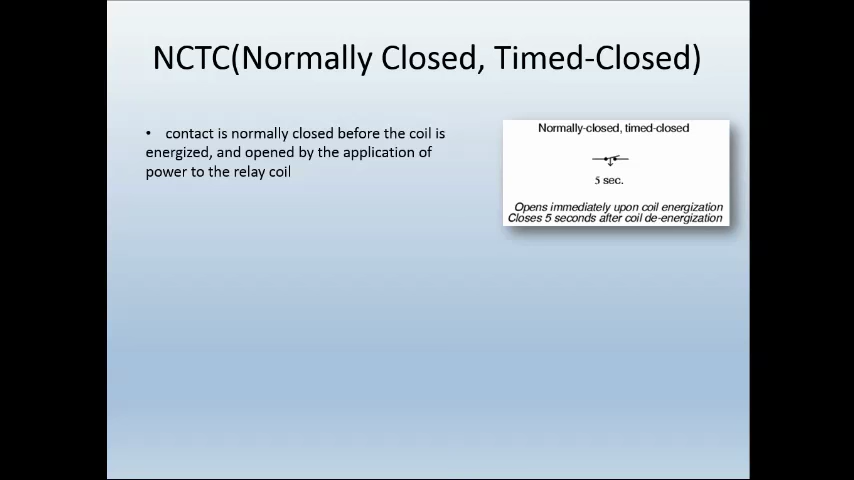 NCTC(Normally Closed, Timed-Closed)
• contact is normally closed before the coil is
energized, and opened by the application of
power to the relay coil
Normally-closed, timed-closed
5 sec.
Opens immediately upon coil energization
Closes 5 seconds after coil de-energization